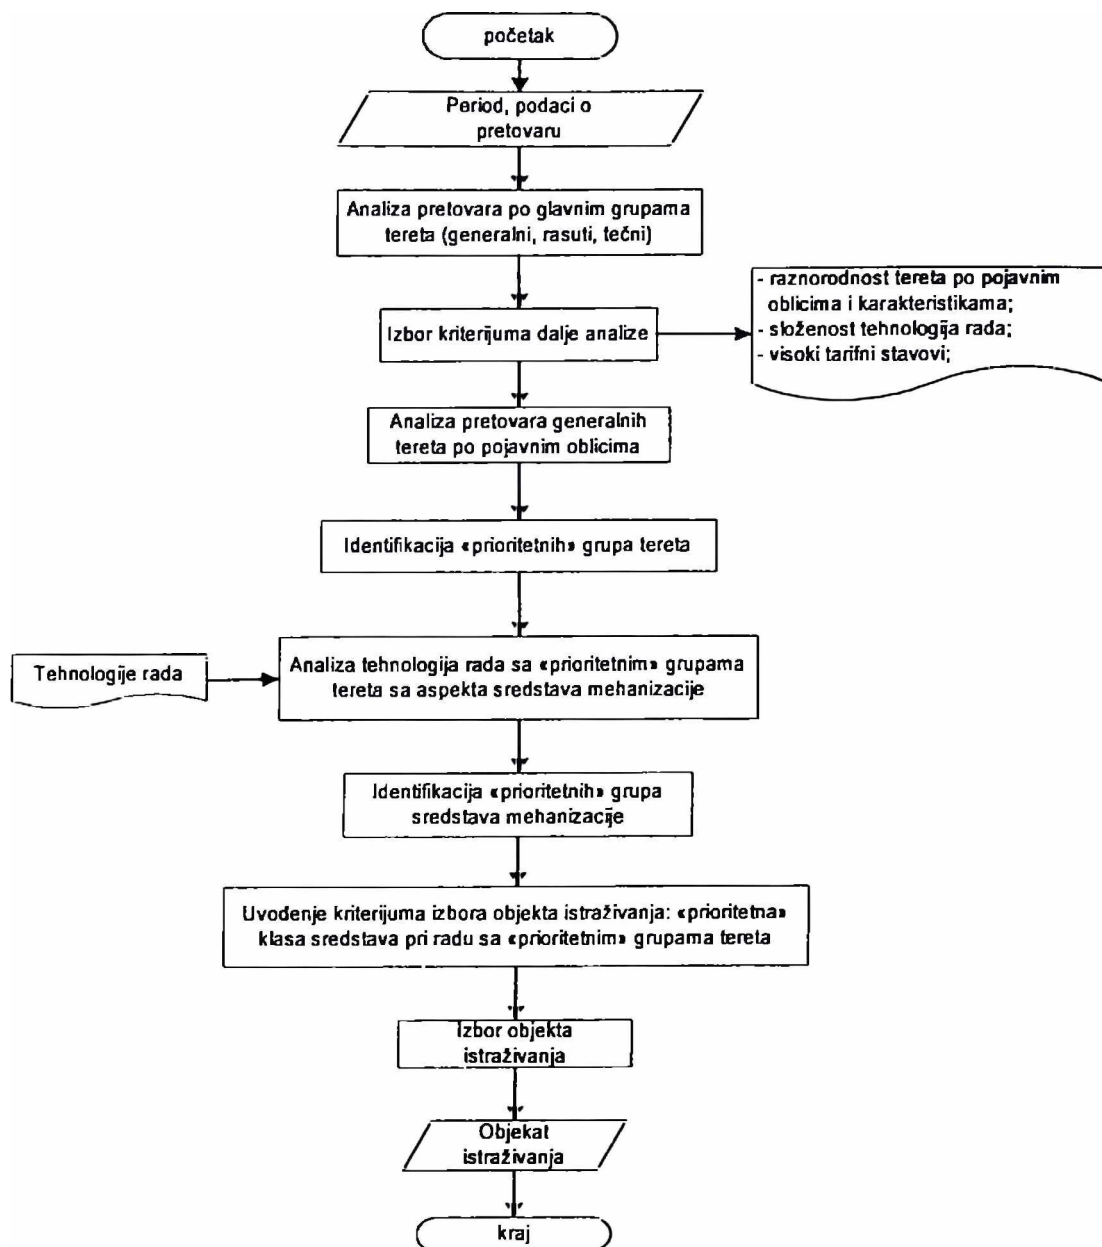 početak
Period, podaci o
pretovaru
Analiza pretovara po glavnim grupama
tereta (generalni, rasuti, tečni)
- raznorodnost tereta po pojavnim
oblicima i karakteristikama;
- složenost tehnologija rada;
- visoki tarifni stavovi;
Izbor kriterijuma dalje analize
Analiza pretovara generalnih
tereta po pojavnim oblicima
Identifikacija «prioritetnih» grupa tereta
Tehnologije rada
Analiza tehnologija rada sa «prioritetnim» grupama
tereta sa aspekta sredstava mehanizacije
Identifikacija «prioritetnih» grupa
sredstava mehanizacije
Uvođenje kriterijuma izbora objekta istraživanja: «prioritetna»
klasa sredstava pri radu sa «prioritetnim» grupama tereta
Izbor objekta
istraživanja
Objekat
istraživanja
kraj